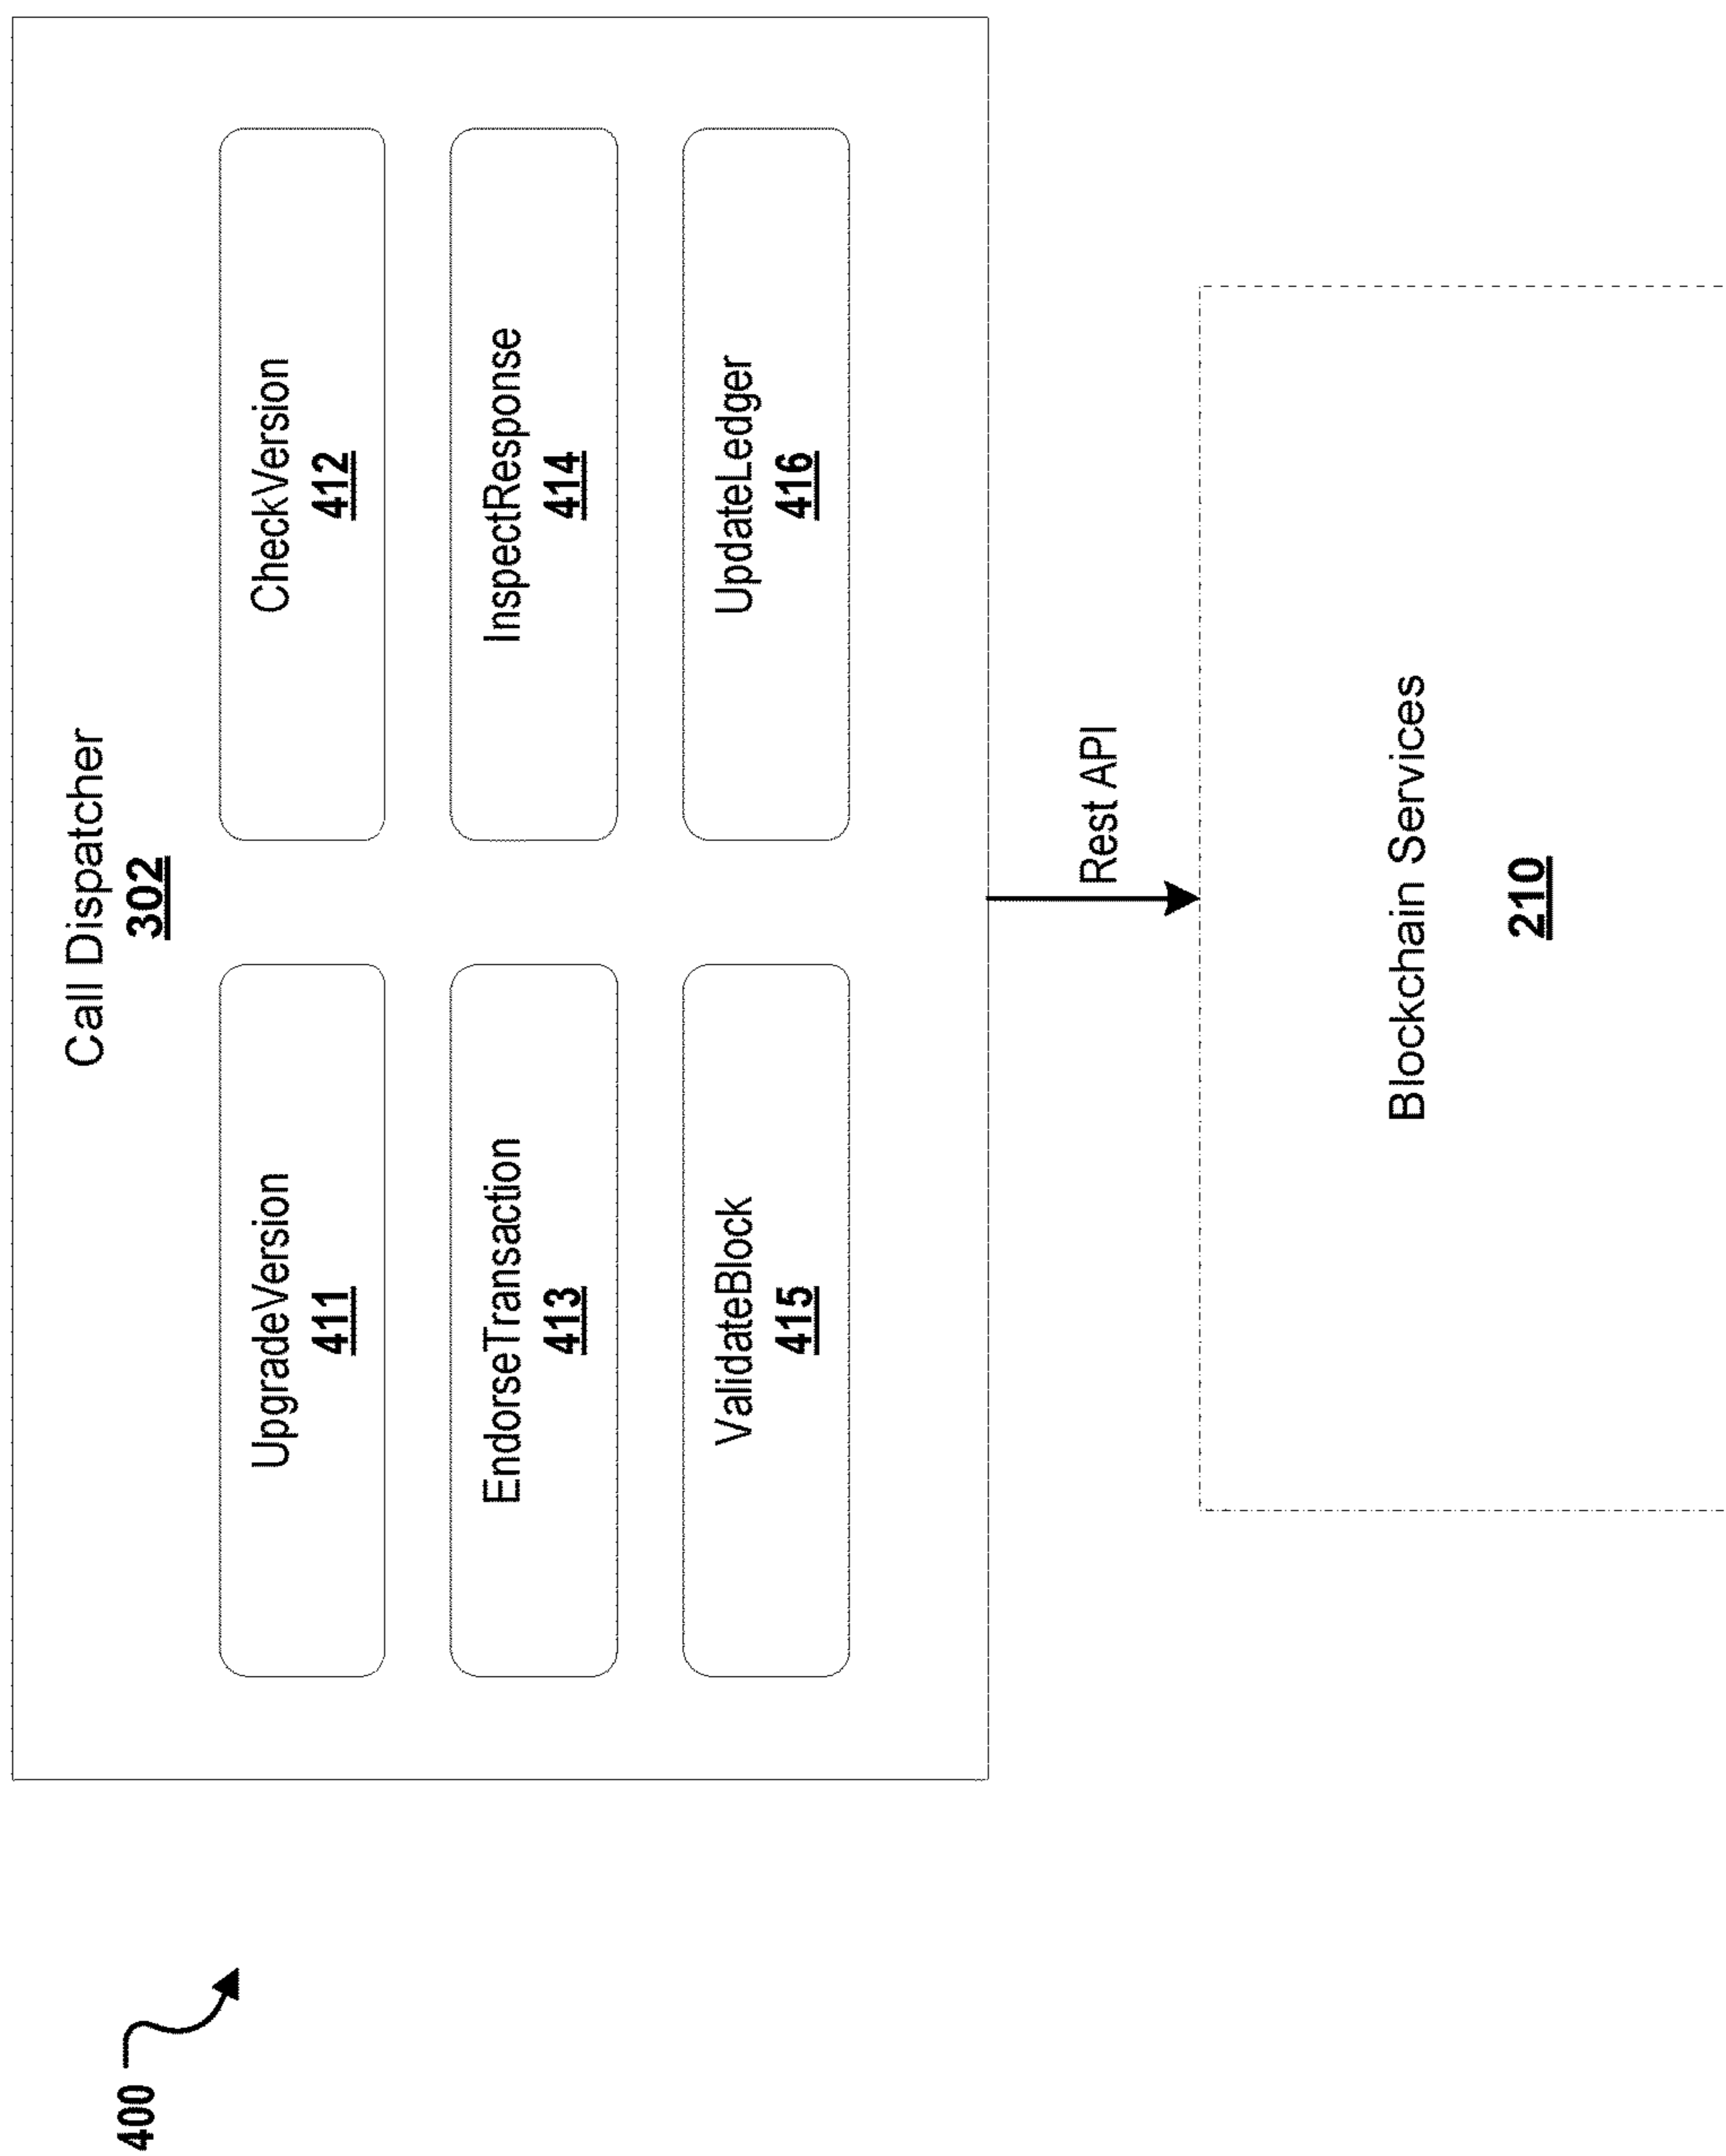 400
Call Dispatcher
302
UpgradeVersion
411
CheckVersion
412
EndorseTransaction
413
InspectResponse
414
ValidateBlock
415
UpdateLedger
416
Rest API
Blockchain Services
210